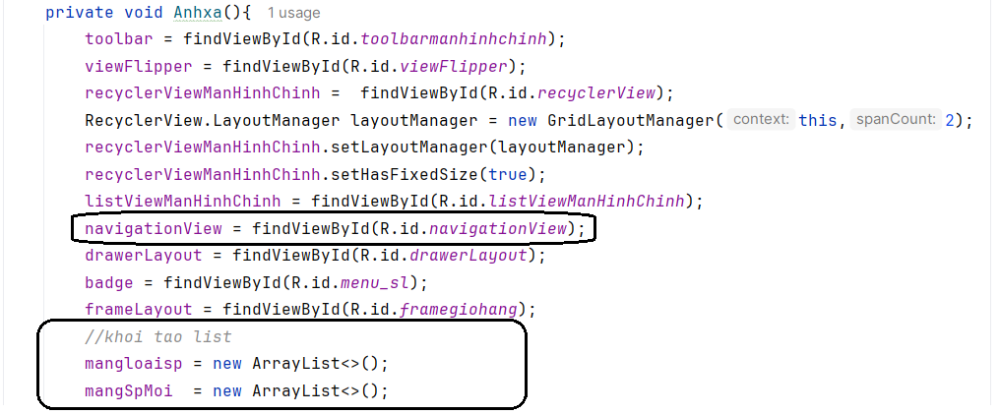 private void Anhxa(){ 1 usage
toolbar = findViewById(R.id.toolbarmanhinhchinh);
viewFlipper = findViewById(R.id.viewFlipper);
recyclerViewManHinhChinh =  findViewById(R.id.recyclerView);
RecyclerView.LayoutManager layoutManager = new GridLayoutManager( context: this, spanCount: 2);
recyclerViewManHinhChinh.setLayoutManager(layoutManager);
recyclerViewManHinhChinh.setHasFixedSize(true);
listViewManHinhChinh = findViewById(R.id.listViewManHinhChinh);
navigationView = findViewById(R.id.navigationView);
drawerLayout = findViewById(R.id.drawerLayout);
badge = findViewById(R.id.menu_sl);
frameLayout = findViewById(R.id.framegiohang);
//khoi tao list
mangloaisp = new ArrayList<>();
mangSpMoi  = new ArrayList<>();